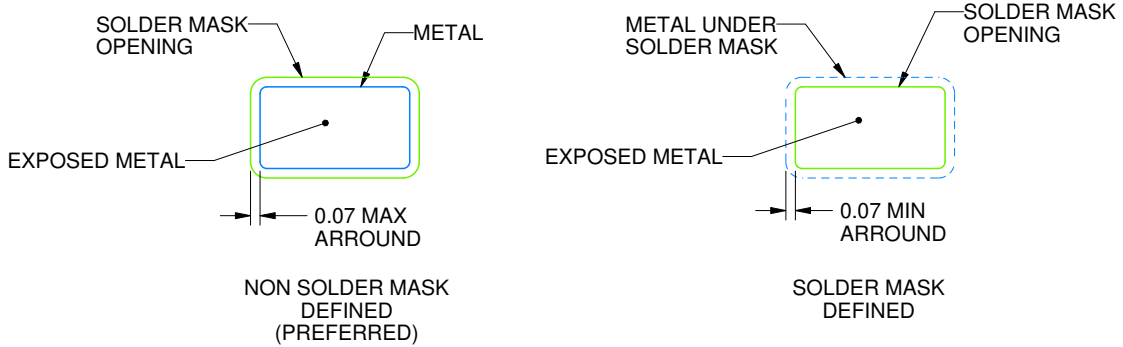 SOLDER MASK
OPENING
METAL
EXPOSED METAL
0.07 MAX
ARROUND
NON SOLDER MASK
DEFINED
(PREFERRED)
METAL UNDER
SOLDER MASK
SOLDER MASK
OPENING
EXPOSED METAL
0.07 MIN
ARROUND
SOLDER MASK
DEFINED